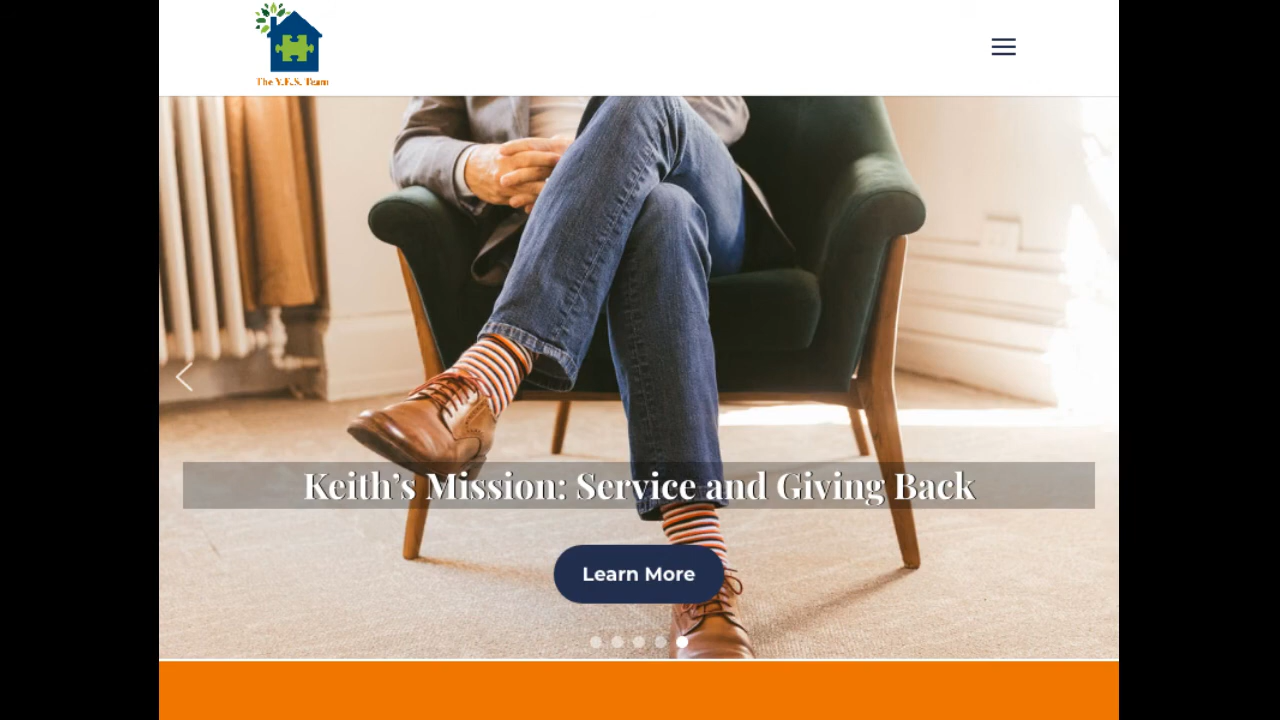 The Y.E.S. Team
Keith’s Mission: Service and Giving Back
Learn More